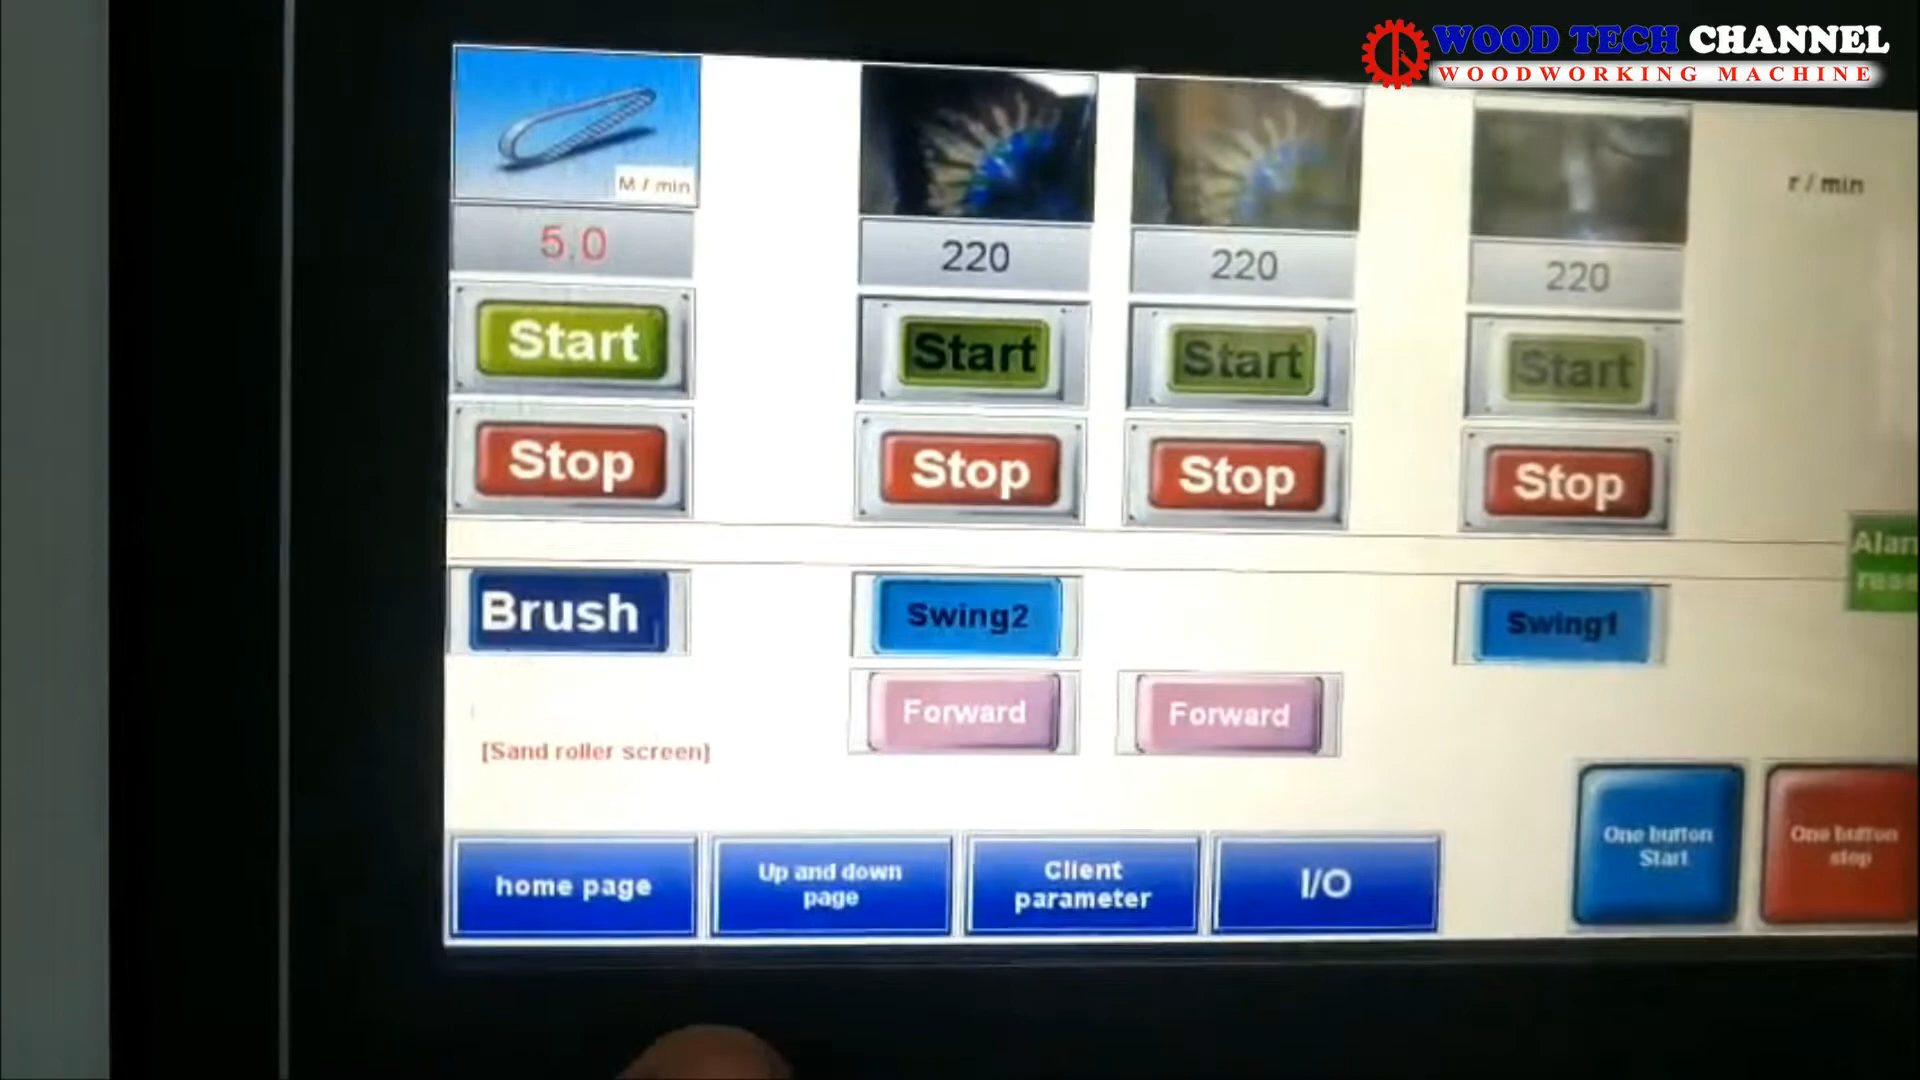 WOOD TECH CHANNEL
WOODWORKING MACHINE
M / min
r / min
5.0
220
220
220
Start
Start
Start
Start
Stop
Stop
Stop
Stop
Alar
rese
Brush
Swing2
Swing1
Forward
Forward
[Sand roller screen]
One button
Start
One button
stop
home page
Up and down
page
Client
parameter
I/O